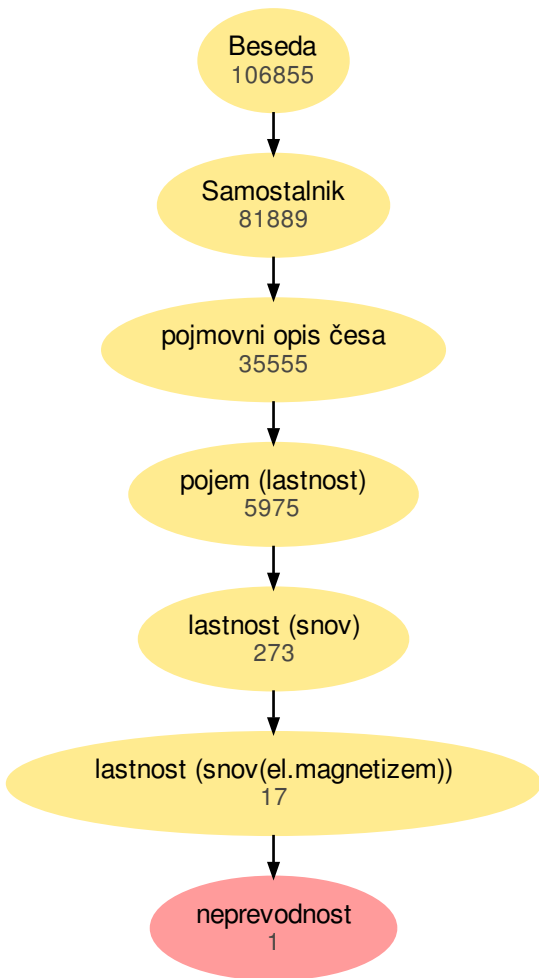 Beseda
106855
Samostalnik
81889
pojmovni opis česa
35555
pojem (lastnost)
5975
lastnost (snov)
273
lastnost (snov(el.magnetizem))
17
neprevodnost
1